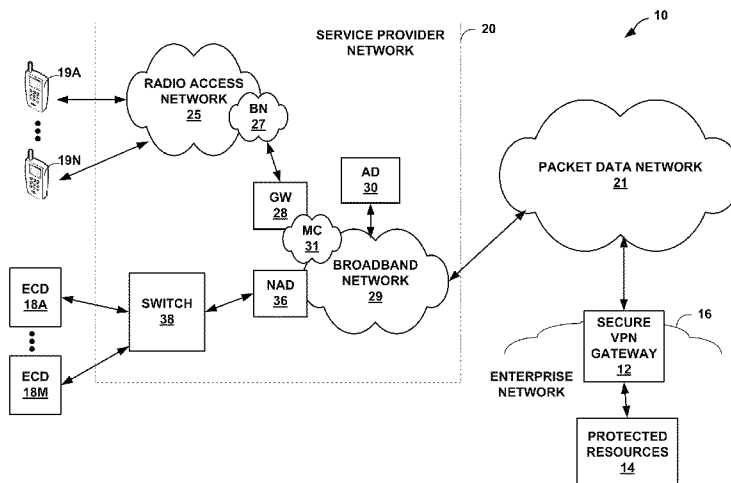 SERVICE PROVIDER
NETWORK
20
10
19A
RADIO ACCESS
NETWORK
25
BN
27
19N
AD
30
PACKET DATA NETWORK
21
GW
28
MC
31
BROADBAND
NETWORK
29
ECD
18A
SWITCH
38
NAD
36
ECD
18M
SECURE
VPN
GATEWAY
12
16
ENTERPRISE
NETWORK
PROTECTED
RESOURCES
14